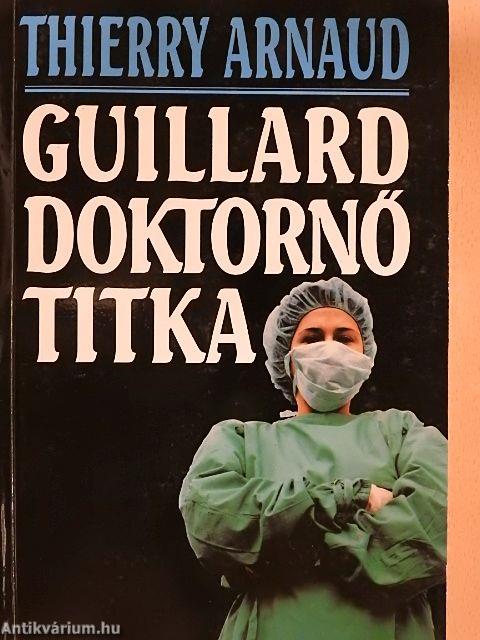 THIERRY ARNAUD
GUILLARD
DOKTORNŐ
TITKA
Antikvárium.hu